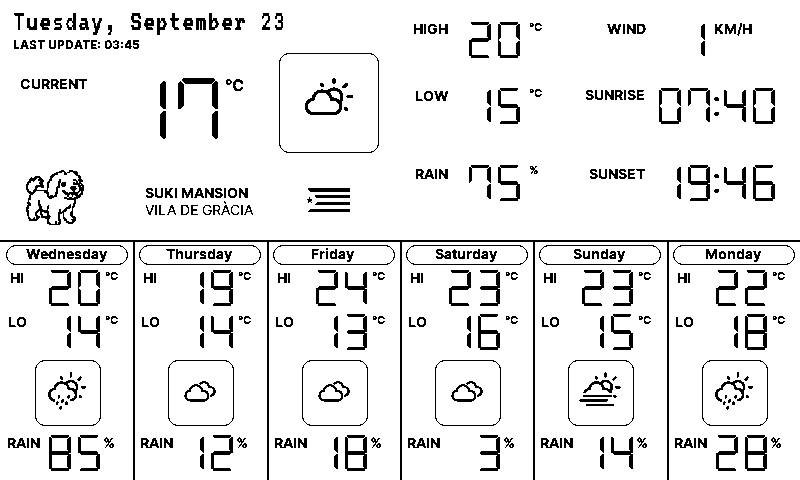 Tuesday, September 23
LAST UPDATE: 03:45
CURRENT 17 °C
SUKI MANSION
VILA DE GRÀCIA
HIGH 20 °C
LOW 15 °C
RAIN 75 %
WIND 1 KM/H
SUNRISE 07:40
SUNSET 19:46
Wednesday
HI 20 °C
LO 14 °C
RAIN 85 %
Thursday
HI 19 °C
LO 14 °C
RAIN 12 %
Friday
HI 24 °C
LO 13 °C
RAIN 18 %
Saturday
HI 23 °C
LO 16 °C
RAIN 3 %
Sunday
HI 23 °C
LO 15 °C
RAIN 14 %
Monday
HI 22 °C
LO 18 °C
RAIN 28 %